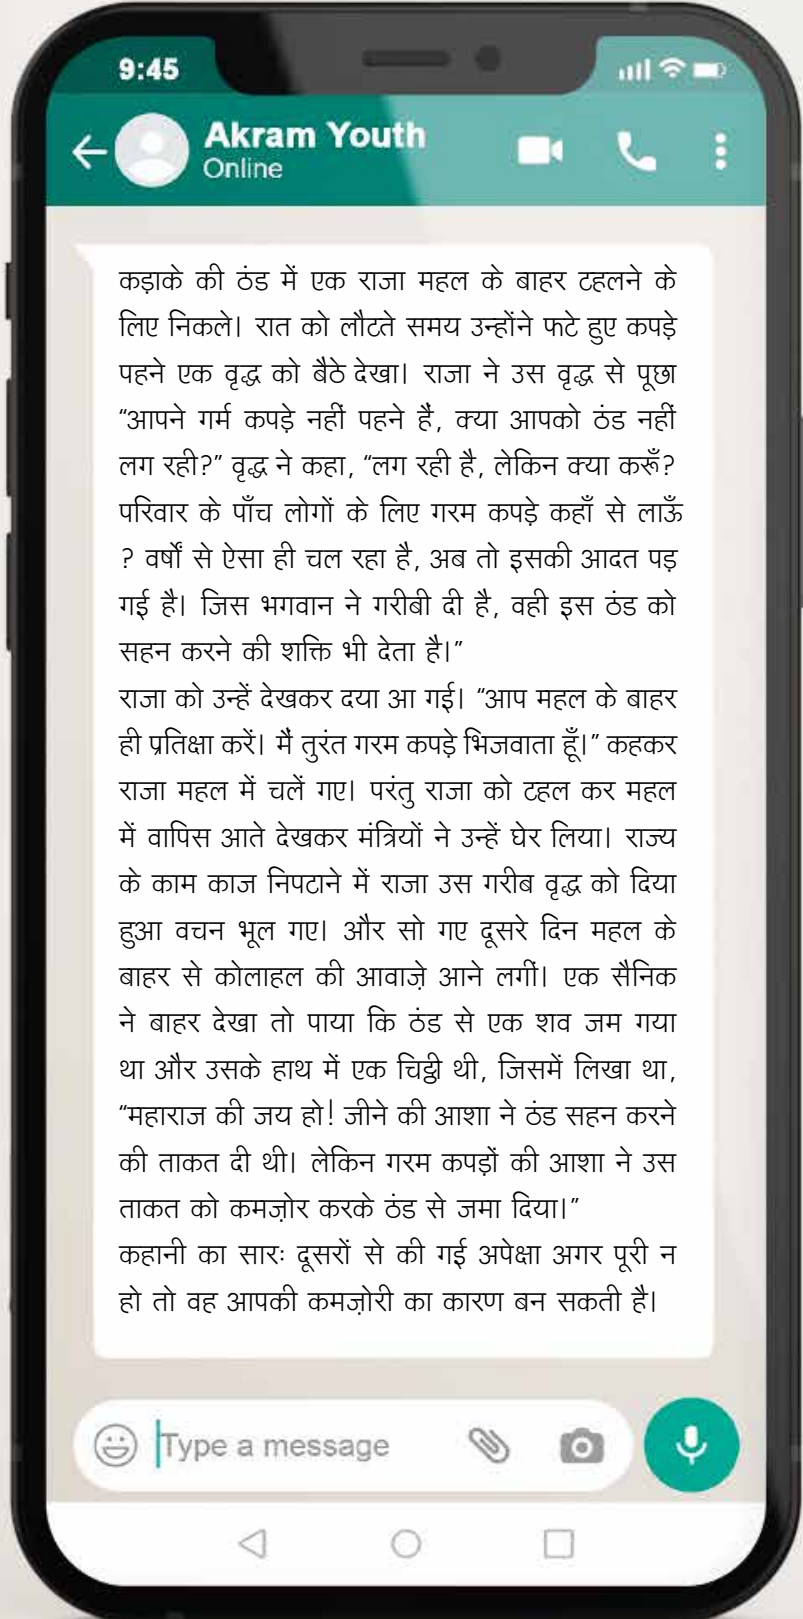 9:45
Akram Youth
Online
कड़ाके की ठंड में एक राजा महल के बाहर टहलने के
लिए निकले। रात को लौटते समय उन्होंने फटे हुए कपड़े
पहने एक वृद्ध को बैठे देखा। राजा ने उस वृद्ध से पूछा
“आपने गर्म कपड़े नहीं पहने हैं, क्या आपको ठंड नहीं
लग रही?” वृद्ध ने कहा, “लग रही है, लेकिन क्या करूँ?
परिवार के पाँच लोगों के लिए गरम कपड़े कहाँ से लाऊँ
? वर्षों से ऐसा ही चल रहा है, अब तो इसकी आदत पड़
गई है। जिस भगवान ने गरीबी दी है, वही इस ठंड को
सहन करने की शक्ति भी देता है।”
राजा को उन्हें देखकर दया आ गई। “आप महल के बाहर
ही प्रतिक्षा करें। मैं तुरंत गरम कपड़े भिजवाता हूँ।” कहकर
राजा महल में चलें गए। परंतु राजा को टहल कर महल
में वापिस आते देखकर मंत्रियों ने उन्हें घेर लिया। राज्य
के काम काज निपटाने में राजा उस गरीब वृद्ध को दिया
हुआ वचन भूल गए। और सो गए दूसरे दिन महल के
बाहर से कोलाहल की आवाज़े आने लगीं। एक सैनिक
ने बाहर देखा तो पाया कि ठंड से एक शव जम गया
था और उसके हाथ में एक चिट्ठी थी, जिसमें लिखा था,
“महाराज की जय हो! जीने की आशा ने ठंड सहन करने
की ताकत दी थी। लेकिन गरम कपड़ों की आशा ने उस
ताकत को कमज़ोर करके ठंड से जमा दिया।”
कहानी का सारः दूसरों से की गई अपेक्षा अगर पूरी न
हो तो वह आपकी कमज़ोरी का कारण बन सकती है।
Type a message